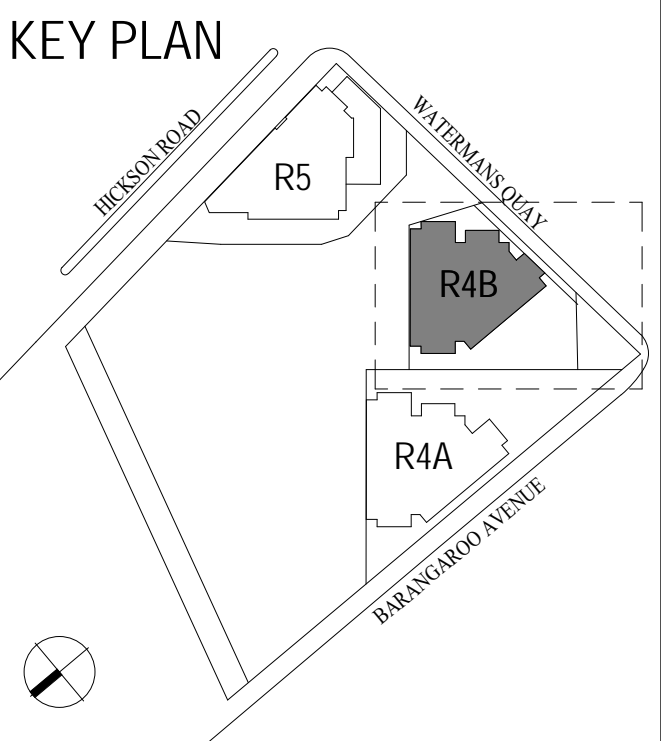 KEY PLAN
HICKSON ROAD
WATERMANS QUAY
R5
R4B
R4A
BARANGAROO AVENUE